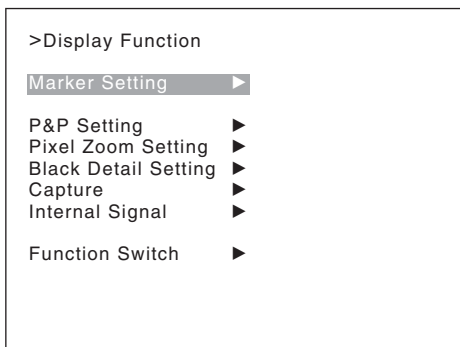 >Display Function
Marker Setting ►
P&P Setting ►
Pixel Zoom Setting ►
Black Detail Setting ►
Capture ►
Internal Signal ►
Function Switch ►